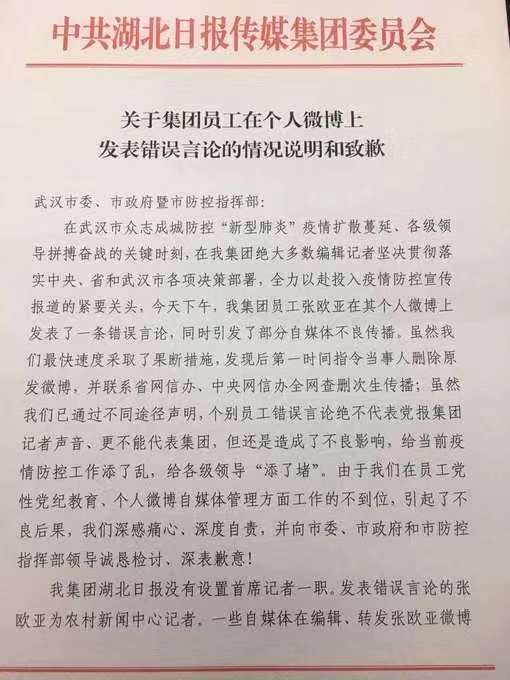 中共湖北日报传媒集团委员会
关于集团员工在个人微博上
发表错误言论的情况说明和致歉
武汉市委、市政府暨市防控指挥部：
在武汉市众志成城防控“新型肺炎”疫情扩散蔓延、各级领
导拼搏奋战的关键时刻，在我集团绝大多数编辑记者坚决贯彻落
实中央、省和武汉市各项决策部署，全力以赴投入疫情防控宣传
报道的紧要关头，今天下午，我集团员工张欧亚在其个人微博上
发表了一条错误言论，同时引发了部分自媒体不良传播。虽然我
们最快速度采取了果断措施，发现后第一时间指令当事人删除原
发微博，并联系省网信办、中央网信办全网查删次生传播；虽然
我们已通过不同途径声明，个别员工错误言论绝不代表党报集团
记者声音、更不能代表集团，但还是造成了不良影响，给当前疫
情防控工作添了乱，给各级领导“添了堵”。由于我们在员工党
性党纪教育、个人微博自媒体管理方面工作的不到位，引起了不
良后果，我们深感痛心、深度自责，并向市委、市政府和市防控
指挥部领导诚恳检讨、深表歉意！
我集团湖北日报没有设置首席记者一职。发表错误言论的张
欧亚为农村新闻中心记者。一些自媒体在编辑、转发张欧亚微博